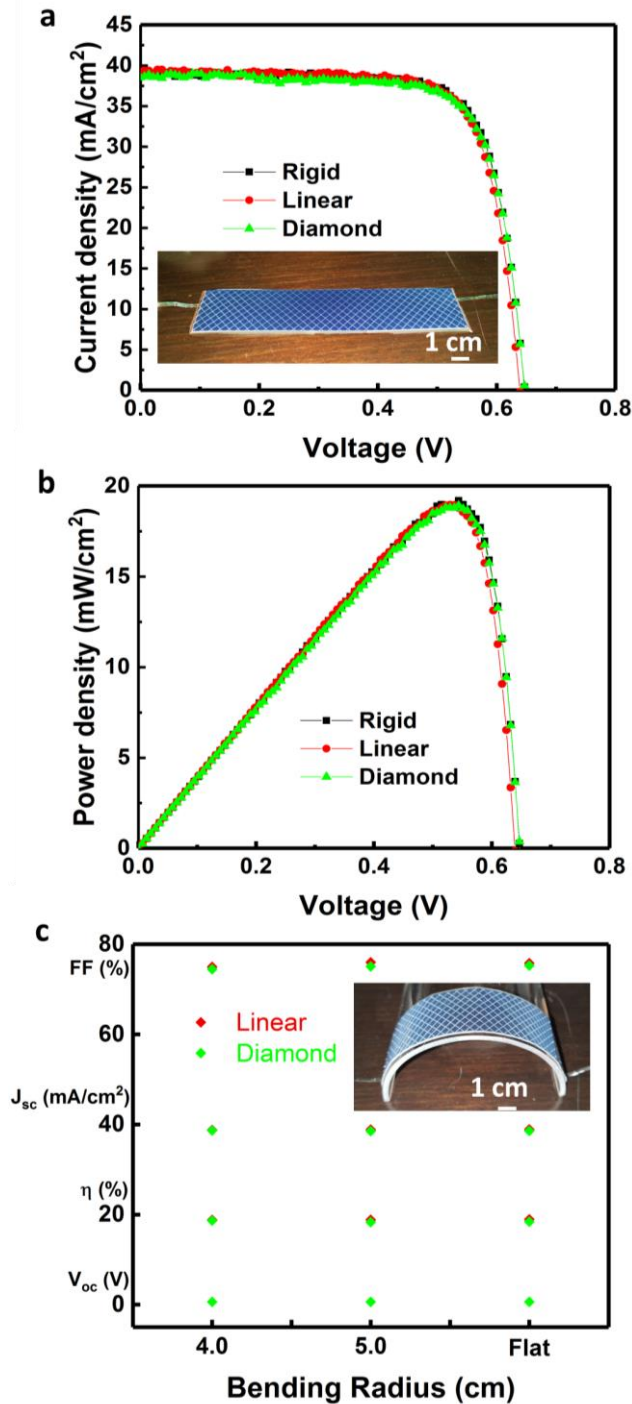 a
45
40
35
30
25
20
15
10
5
0
Current density (mA/cm²)
Rigid
Linear
Diamond
1 cm
0.0 0.2 0.4 0.6 0.8
Voltage (V)
b
20
15
10
5
0
Power density (mW/cm²)
Rigid
Linear
Diamond
0.0 0.2 0.4 0.6 0.8
Voltage (V)
c
80
FF (%)
60
Jsc (mA/cm²)
40
η (%)
20
Voc (V)
0
Linear
Diamond
1 cm
4.0 5.0 Flat
Bending Radius (cm)